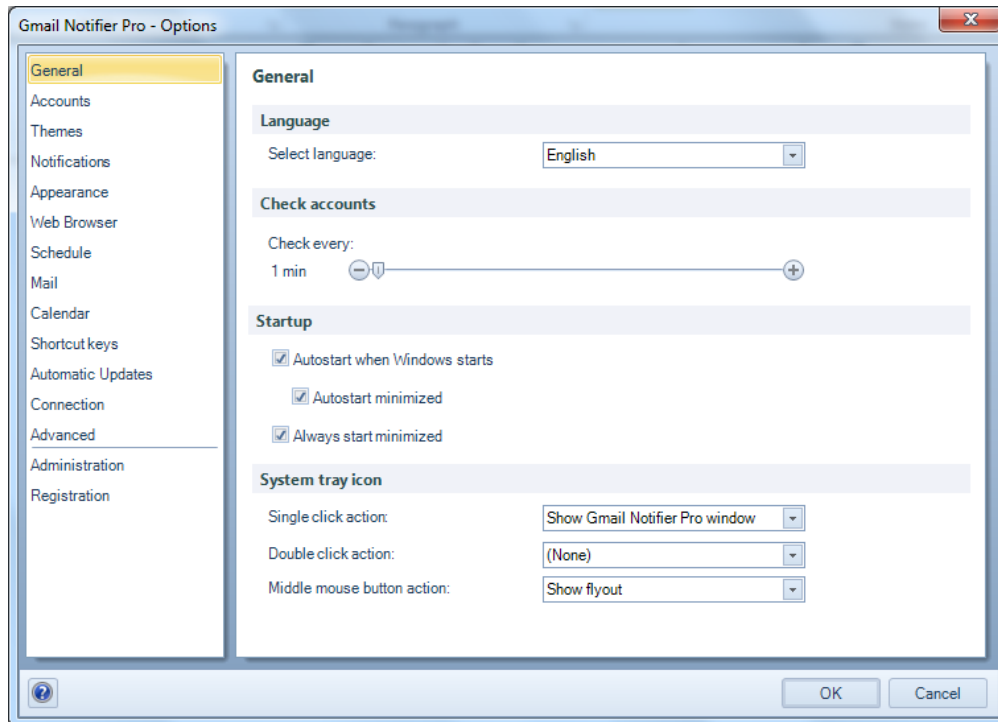 Gmail Notifier Pro - Options
General
Accounts
Themes
Notifications
Appearance
Web Browser
Schedule
Mail
Calendar
Shortcut keys
Automatic Updates
Connection
Advanced
Administration
Registration
General
Language
Select language: English
Check accounts
Check every:
1 min
Startup
Autostart when Windows starts
Autostart minimized
Always start minimized
System tray icon
Single click action: Show Gmail Notifier Pro window
Double click action: (None)
Middle mouse button action: Show flyout
OK Cancel